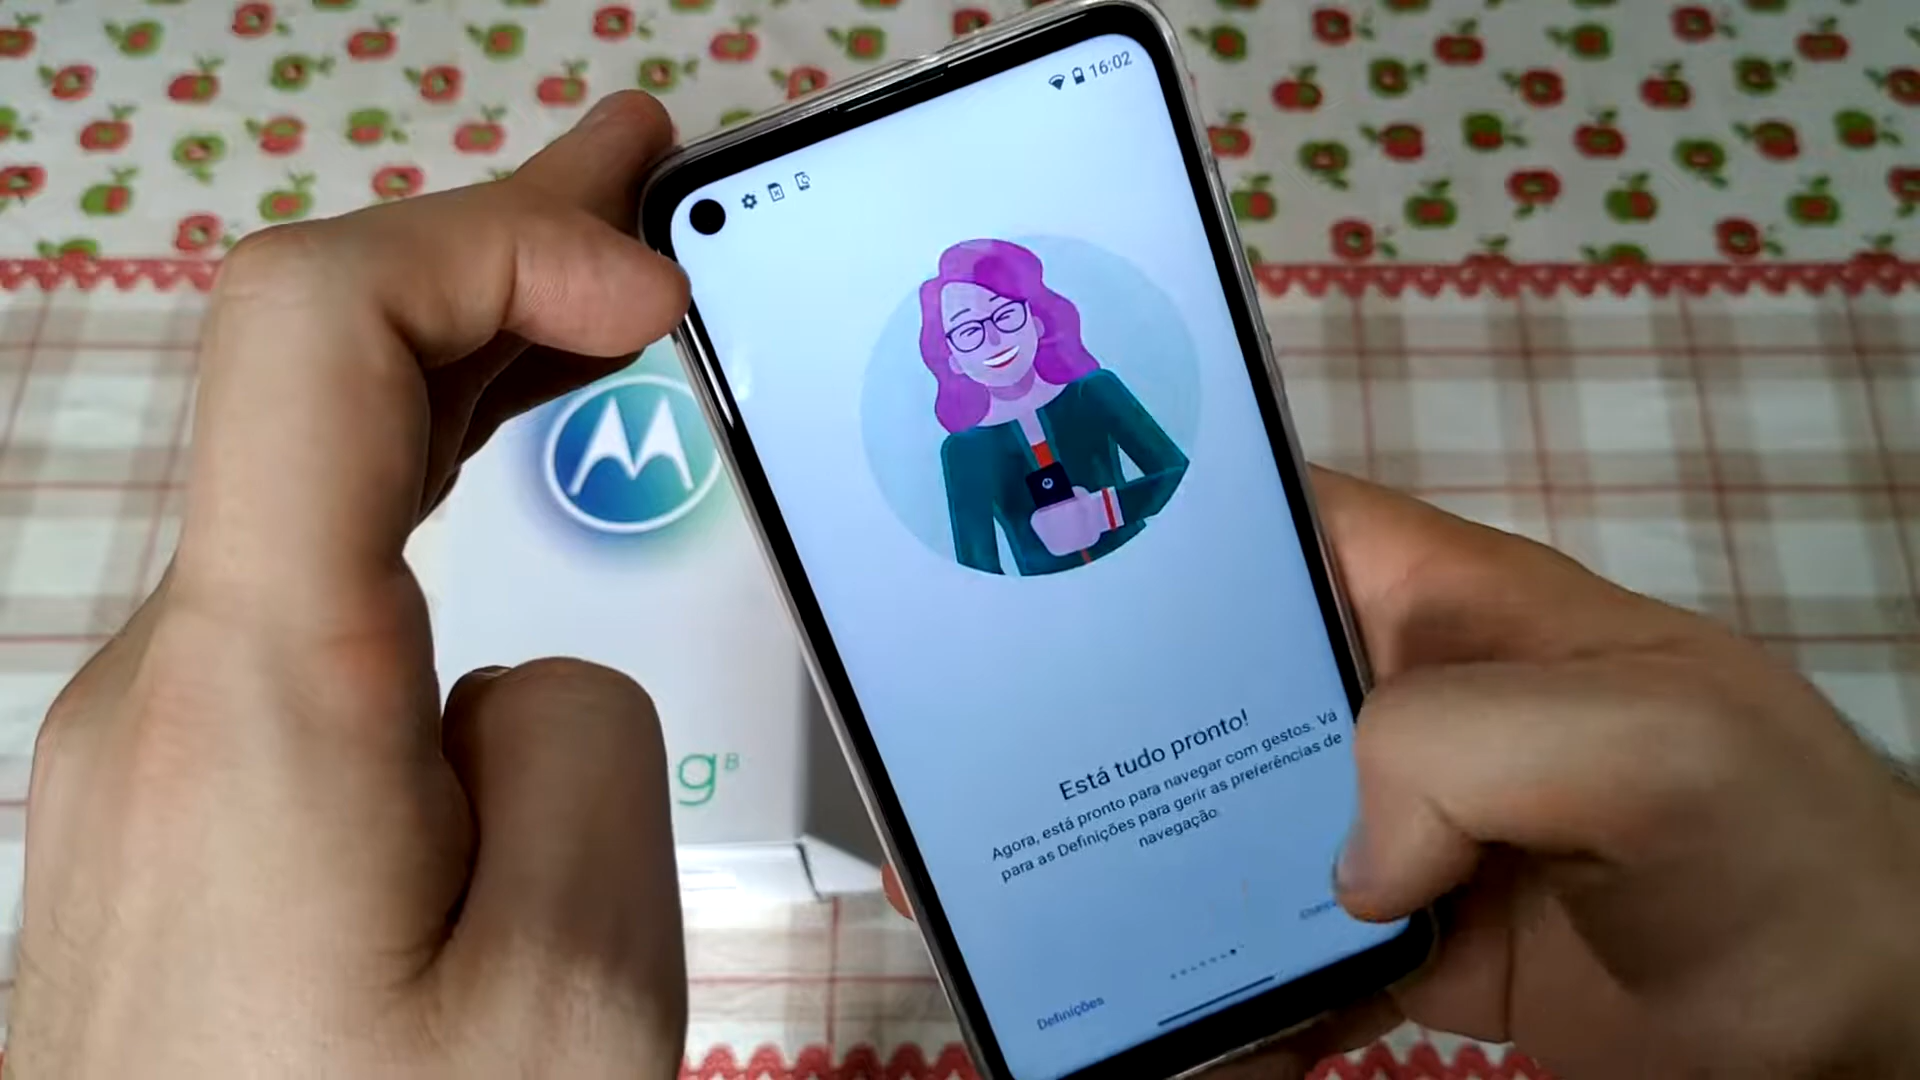 16:02
Está tudo pronto!
Agora, está pronto para navegar com gestos. Vá
para as Definições para gerir as preferências de
navegação.
Definições
g⁸